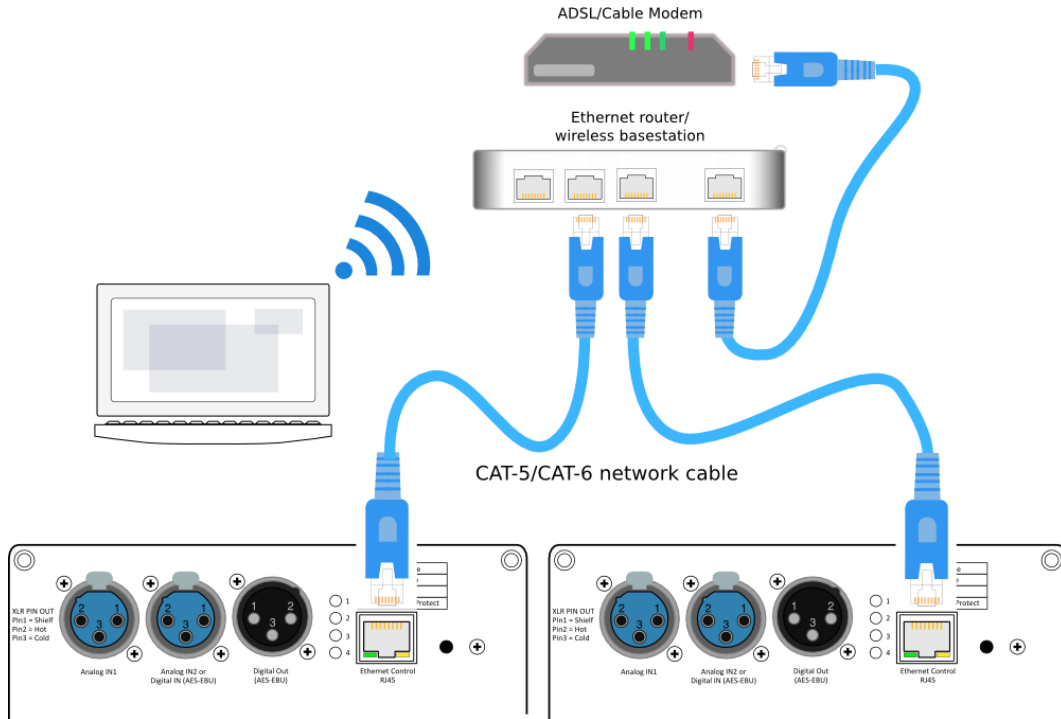 ADSL/Cable Modem
Ethernet router/
wireless basestation
CAT-5/CAT-6 network cable
XLR PIN OUT
Pin1 = Shielf
Pin2 = Hot
Pin3 = Cold
2 1
3
Analog IN1
2 1
3
Analog IN2 or
Digital IN (AES-EBU)
1 2
3
Digital Out
(AES-EBU)
1
2
3
4
e
e
Protect
Ethernet Control
RJ45
XLR PIN OUT
Pin1 = Shielf
Pin2 = Hot
Pin3 = Cold
2 1
3
Analog IN1
2 1
3
Analog IN2 or
Digital IN (AES-EBU)
1 2
3
Digital Out
(AES-EBU)
1
2
3
4
e
e
Protect
Ethernet Control
RJ45